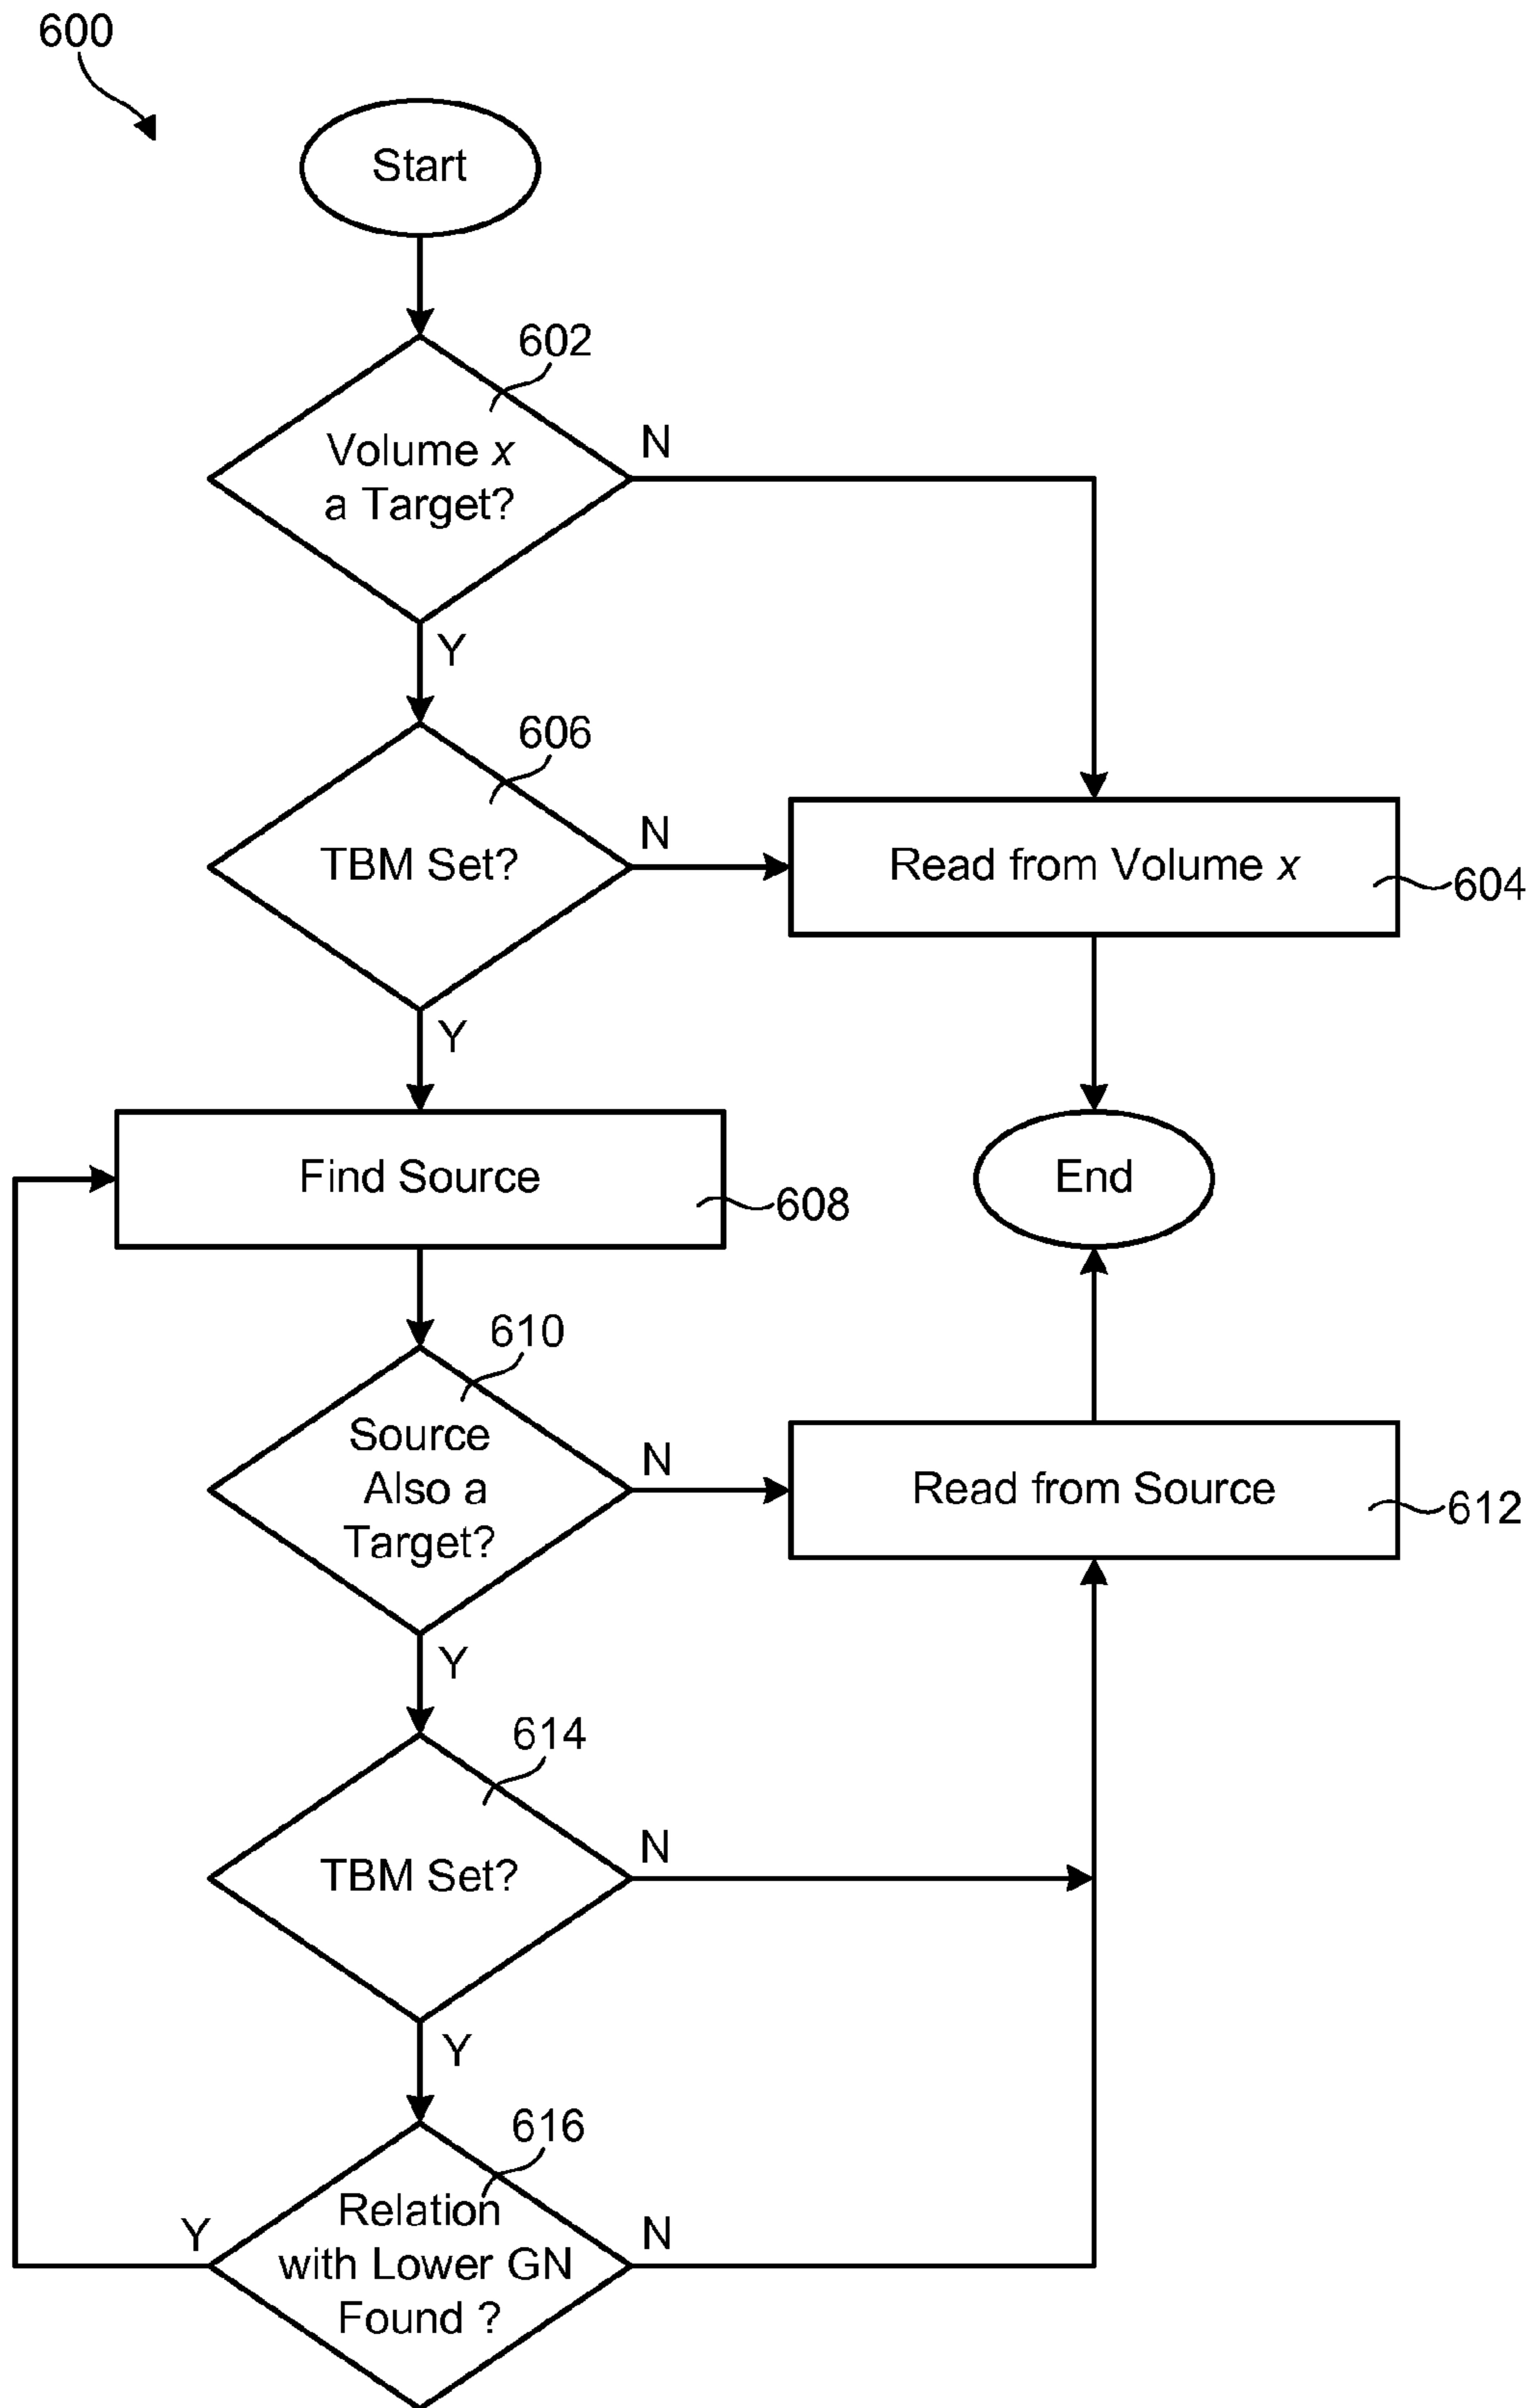 600
Start
602
Volume x
a Target?
N
Y
606
TBM Set?
N
Read from Volume x
604
Y
Find Source
608
End
610
Source
Also a
Target?
N
Read from Source
612
Y
614
TBM Set?
N
Y
616
Relation
with Lower GN
Found ?
Y
N